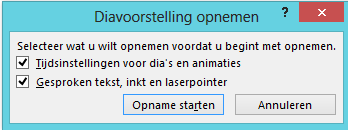 Diavoorstelling opnemen
?
Selecteer wat u wilt opnemen voordat u begint met opnemen.
Tijdsinstellingen voor dia's en animaties
Gesproken tekst, inkt en laserpointer
Opname starten
Annuleren